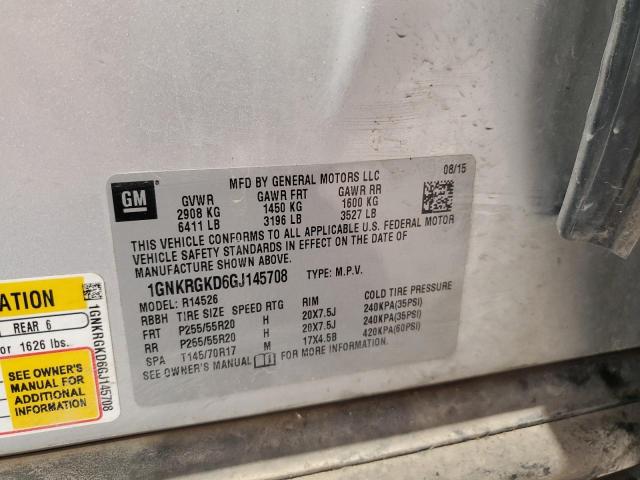 GM
MFD BY GENERAL MOTORS LLC
08/15
GVWR GAWR FRT GAWR RR
2908 KG 1450 KG 1600 KG
6411 LB 3196 LB 3527 LB
THIS VEHICLE CONFORMS TO ALL APPLICABLE U.S. FEDERAL MOTOR
VEHICLE SAFETY STANDARDS IN EFFECT ON THE DATE OF
MANUFACTURE SHOWN ABOVE.
1GNKRGKD6GJ145708 TYPE: M.P.V.
MODEL: R14526
RBBH TIRE SIZE SPEED RTG RIM COLD TIRE PRESSURE
FRT P255/55R20 H 20X7.5J 240KPA(35PSI)
RR P255/55R20 H 20X7.5J 240KPA(35PSI)
SPA T145/70R17 M 17X4.5B 420KPA(60PSI)
SEE OWNER'S MANUAL FOR MORE INFORMATION.
ATION
REAR 6
or 1626 lbs.
SEE OWNER'S
MANUAL FOR
ADDITIONAL
INFORMATION
1GNKRGKD6GJ145708